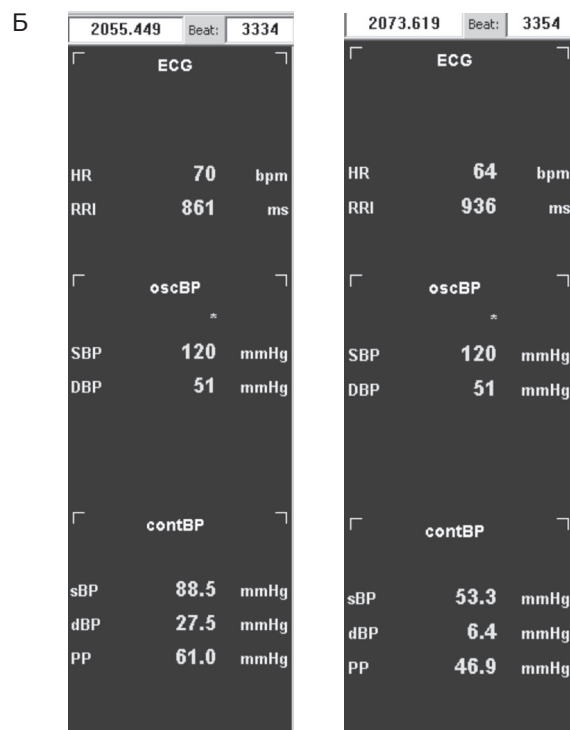 Б
2055.449 Beat: 3334
ECG
HR 70 bpm
RRI 861 ms
oscBP
*
SBP 120 mmHg
DBP 51 mmHg
contBP
sBP 88.5 mmHg
dBP 27.5 mmHg
PP 61.0 mmHg
2073.619 Beat: 3354
ECG
HR 64 bpm
RRI 936 ms
oscBP
*
SBP 120 mmHg
DBP 51 mmHg
contBP
sBP 53.3 mmHg
dBP 6.4 mmHg
PP 46.9 mmHg